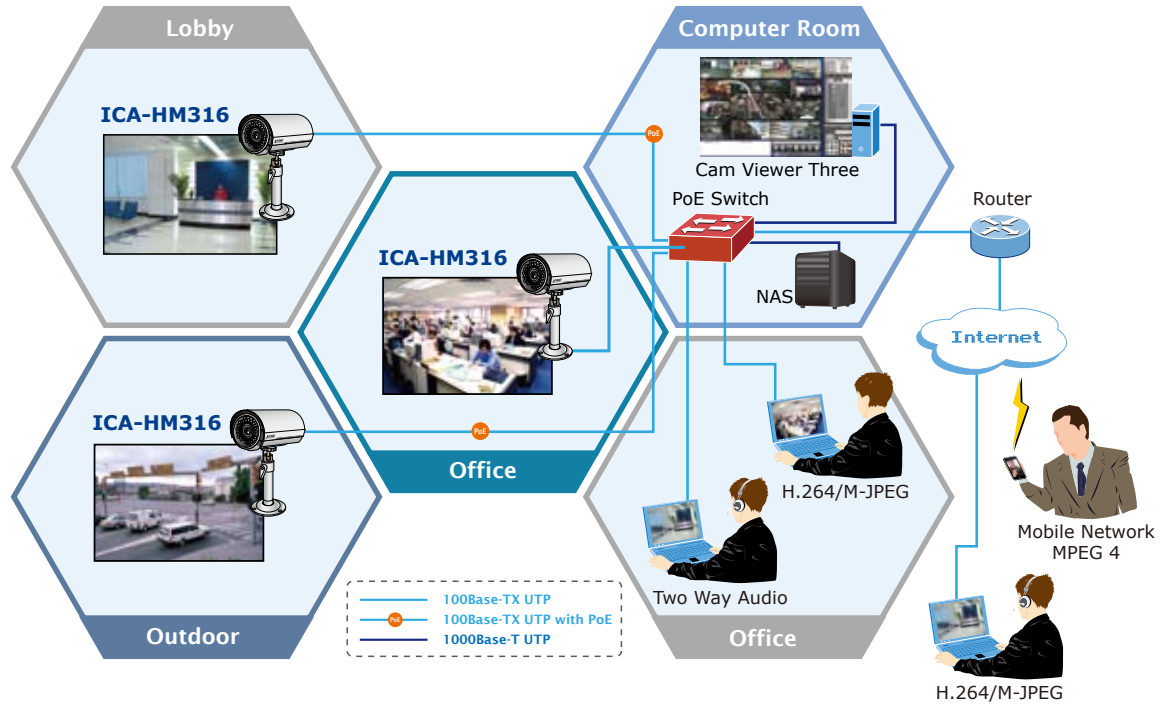 Lobby
ICA-HM316
Computer Room
PoE
Cam Viewer Three
PoE Switch
Router
NAS
ICA-HM316
Internet
ICA-HM316
PoE
Office
H.264/M-JPEG
Two Way Audio
Mobile Network
MPEG 4
Outdoor
100Base-TX UTP
PoE
100Base-TX UTP with PoE
1000Base-T UTP
Office
H.264/M-JPEG